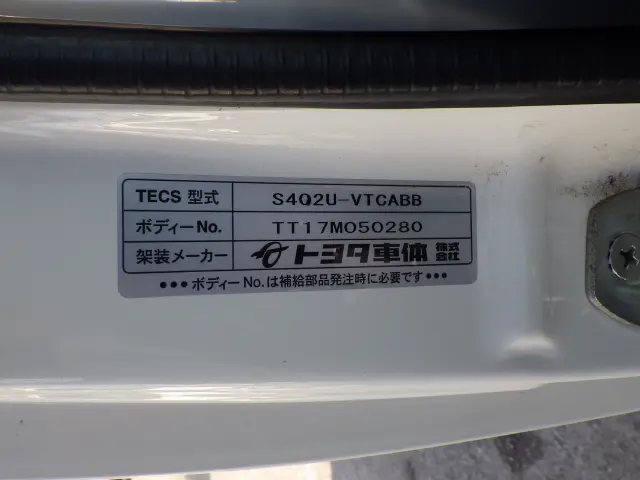 TECS 型式 S4Q2U-VTCABB
ボディーNo. TT17M050280
架装メーカー トヨタ車体 株式会社
●●●ボディーNo.は補給部品発注時に必要です●●●